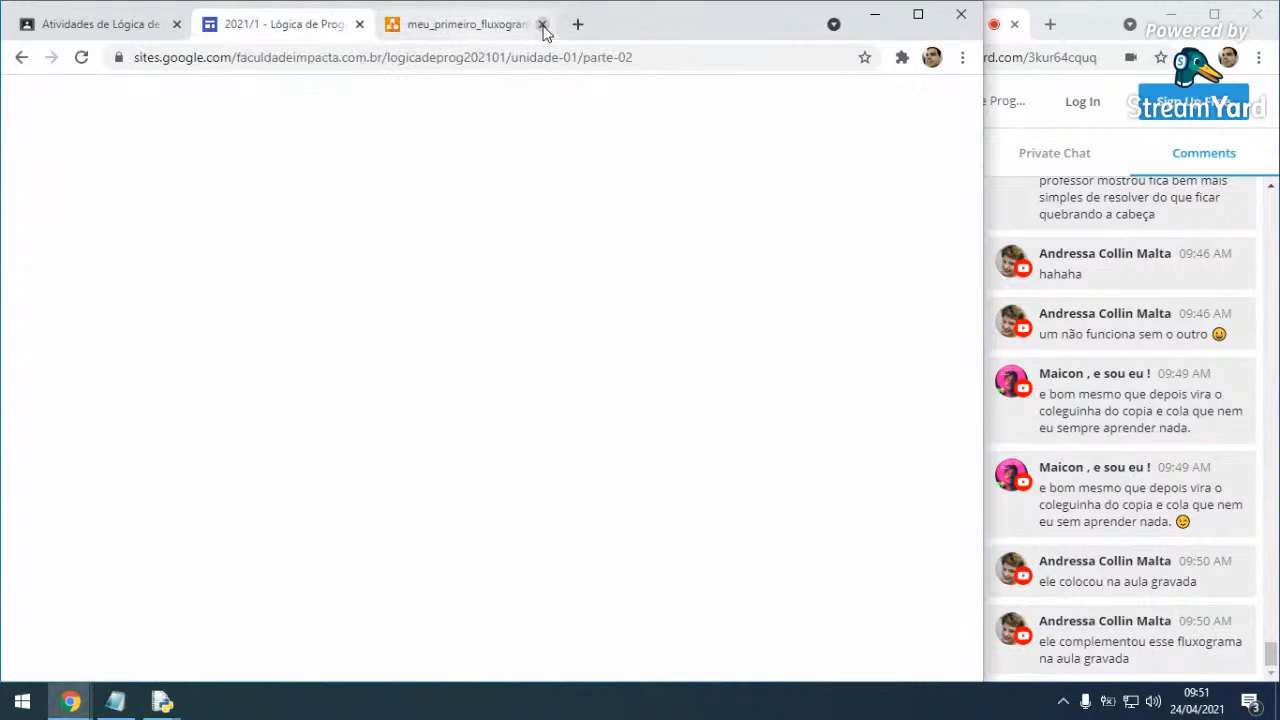 Atividades de Lógica de
2021/1 - Lógica de Prog
meu_primeiro_fluxogran
sites.google.com/faculdadeimpacta.com.br/logicadeprog202101/unidade-01/parte-02
rd.com/3kur64cquq
Powered by
StreamYard
e Prog...
Log In
Private Chat
Comments
professor mostrou fica bem mais
simples de resolver do que ficar
quebrando a cabeça
Andressa Collin Malta 09:46 AM
hahaha
Andressa Collin Malta 09:46 AM
um não funciona sem o outro 😀
Maicon , e sou eu ! 09:49 AM
e bom mesmo que depois vira o
coleguinha do copia e cola que nem
eu sempre aprender nada.
Maicon , e sou eu ! 09:49 AM
e bom mesmo que depois vira o
coleguinha do copia e cola que nem
eu sem aprender nada. 😉
Andressa Collin Malta 09:50 AM
ele colocou na aula gravada
Andressa Collin Malta 09:50 AM
ele complementou esse fluxograma
na aula gravada
09:51
24/04/2021
3